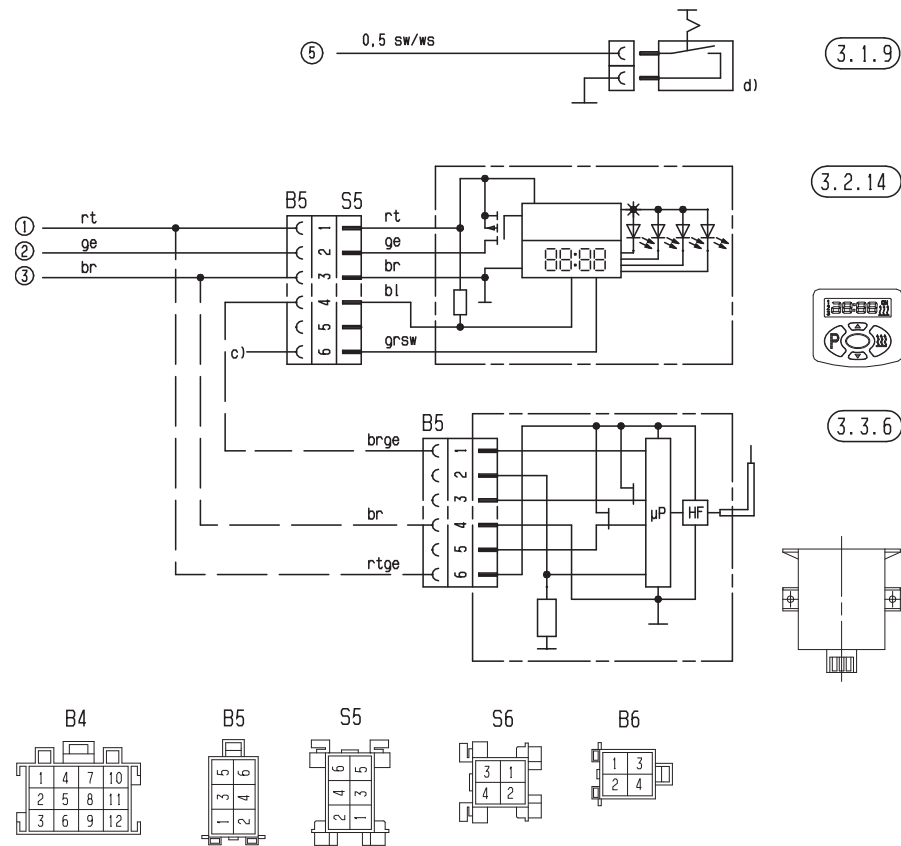 5 0,5 sw/ws d) 3.1.9
3.2.14
B5 S5
1 rt 1 rt
2 ge 2 ge
3 br 3 br
4 bl
5
c) 6 grsw
88:88
P
3.3.6
B5
brge 1
2
3
br 4
5
rtge 6
µP HF
B4 B5 S5 S6 B6
1 4 7 10
2 5 8 11
3 6 9 12
5 6
3 4
1 2
6 5
4 3
2 1
3 1
4 2
1 3
2 4